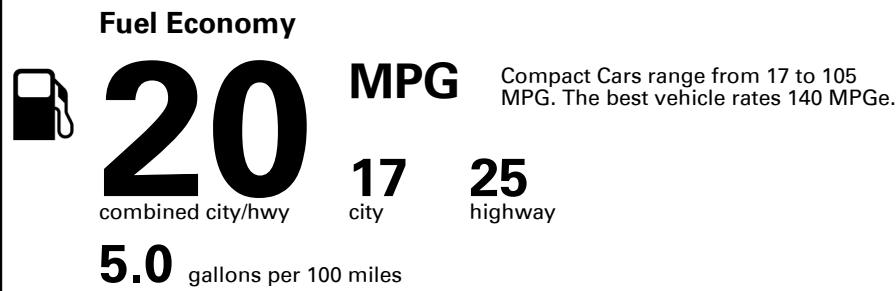 Fuel Economy
20
MPG
Compact Cars range from 17 to 105
MPG. The best vehicle rates 140 MPGe.
combined city/hwy
17
city
25
highway
5.0 gallons per 100 miles